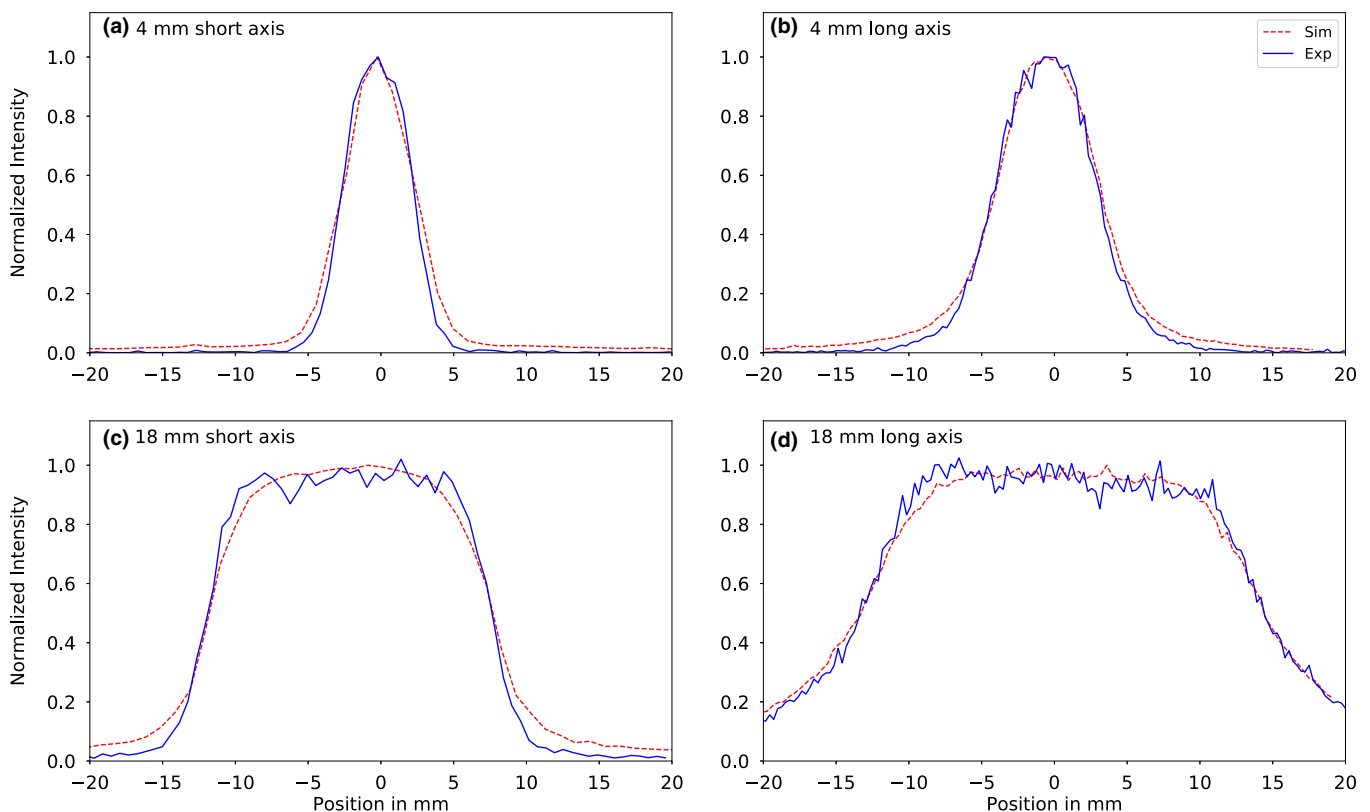 (a) 4 mm short axis
Normalized Intensity
1.0
0.8
0.6
0.4
0.2
0.0
−20 −15 −10 −5 0 5 10 15 20
(b) 4 mm long axis
Sim
Exp
1.0
0.8
0.6
0.4
0.2
0.0
−20 −15 −10 −5 0 5 10 15 20
(c) 18 mm short axis
Normalized Intensity
1.0
0.8
0.6
0.4
0.2
0.0
−20 −15 −10 −5 0 5 10 15 20
Position in mm
(d) 18 mm long axis
1.0
0.8
0.6
0.4
0.2
0.0
−20 −15 −10 −5 0 5 10 15 20
Position in mm